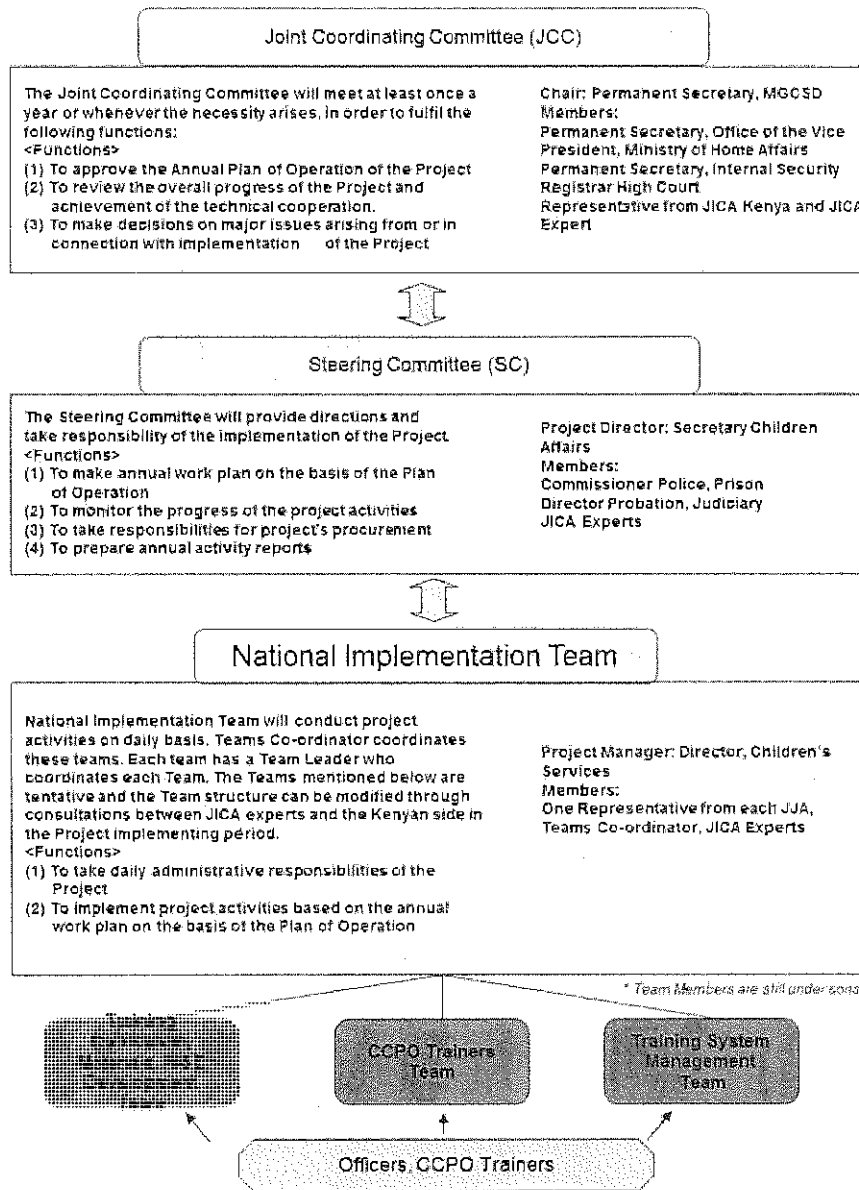 Joint Coordinating Committee (JCC)
The Joint Coordinating Committee will meet at least once a
year or whenever the necessity arises, in order to fulfil the
following functions:
<Functions>
(1) To approve the Annual Plan of Operation of the Project
(2) To review the overall progress of the Project and
achievement of the technical cooperation.
(3) To make decisions on major issues arising from or in
connection with implementation of the Project
Chair: Permanent Secretary, MGCSD
Members:
Permanent Secretary, Office of the Vice
President, Ministry of Home Affairs
Permanent Secretary, Internal Security
Registrar High Court
Representative from JICA Kenya and JICA
Expert
Steering Committee (SC)
The Steering Committee will provide directions and
take responsibility of the implementation of the Project.
<Functions>
(1) To make annual work plan on the basis of the Plan
of Operation
(2) To monitor the progress of the project activities
(3) To take responsibilities for project's procurement
(4) To prepare annual activity reports
Project Director: Secretary Children
Affairs
Members:
Commissioner Police, Prison
Director Probation, Judiciary
JICA Experts
National Implementation Team
National Implementation Team will conduct project
activities on daily basis. Teams Co-ordinator coordinates
these teams. Each team has a Team Leader who
coordinates each Team. The Teams mentioned below are
tentative and the Team structure can be modified through
consultations between JICA experts and the Kenyan side
in the Project implementing period.
<Functions>
(1) To take daily administrative responsibilities of the
Project
(2) To implement project activities based on the annual
work plan on the basis of the Plan of Operation
Project Manager: Director, Children's
Services
Members:
One Representative from each JJA,
Teams Co-ordinator, JICA Experts
* Team Members are still under cons
CCPO Trainers
Team
Training System
Management
Team
Officers, CCPO Trainers